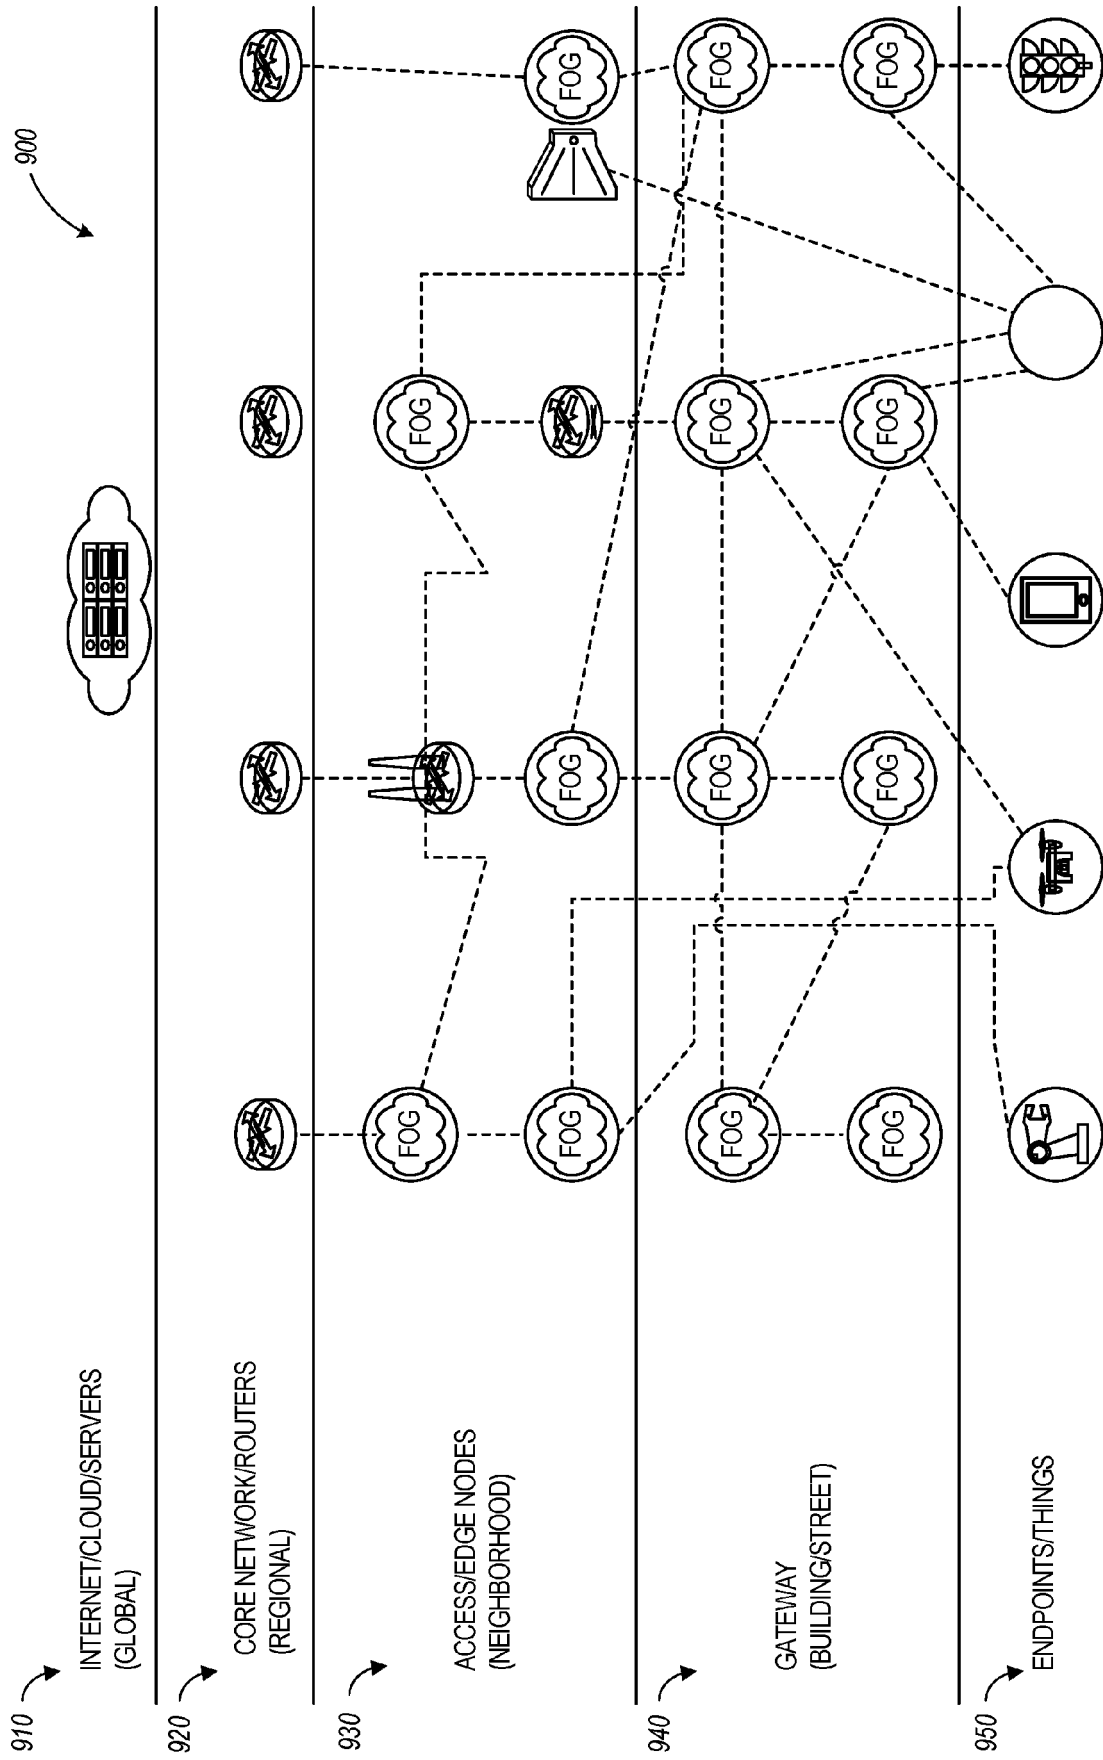 900
910
INTERNET/CLOUD/SERVERS
(GLOBAL)
920
CORE NETWORK/ROUTERS
(REGIONAL)
930
ACCESS/EDGE NODES
(NEIGHBORHOOD)
FOG
FOG
FOG
FOG
FOG
940
GATEWAY
(BUILDING/STREET)
FOG
FOG
FOG
FOG
FOG
FOG
FOG
FOG
950
ENDPOINTS/THINGS